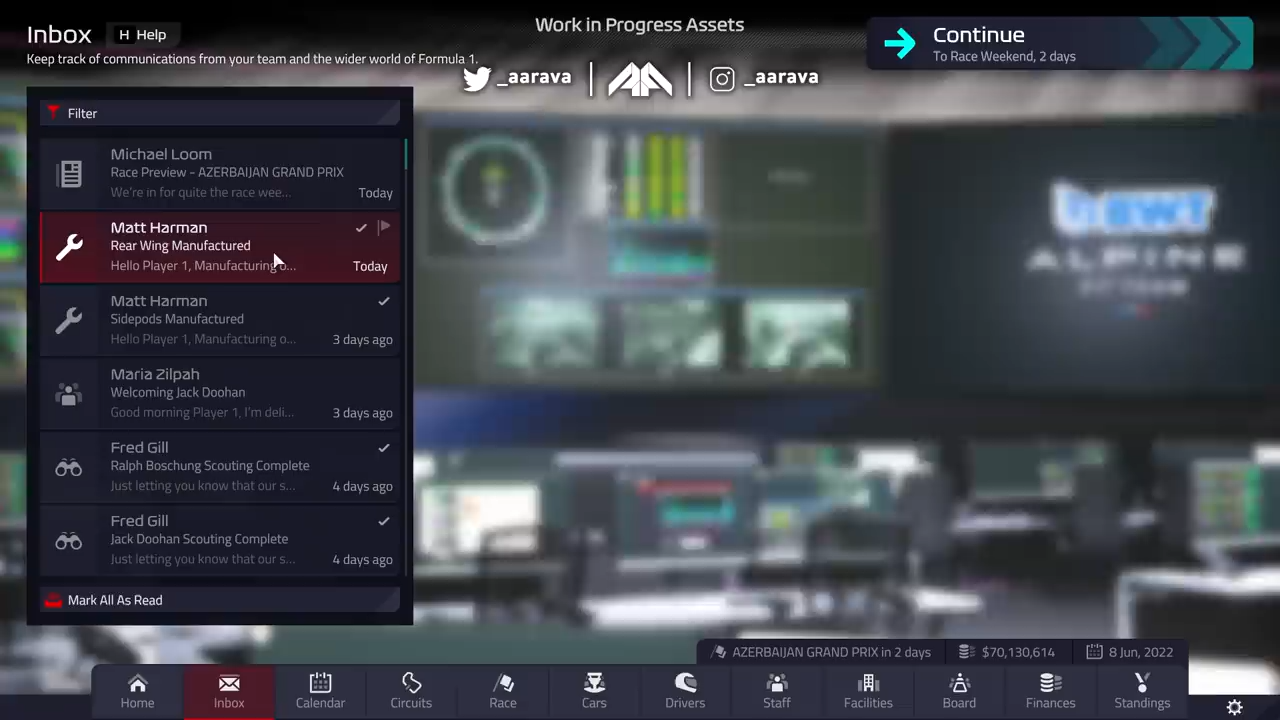 Inbox
H Help
Keep track of communications from your team and the wider world of Formula 1.
Work in Progress Assets
_aarava
_aarava
Continue
To Race Weekend, 2 days
Filter
Michael Loom
Race Preview - AZERBAIJAN GRAND PRIX
We're in for quite the race wee...
Today
Matt Harman
Rear Wing Manufactured
Hello Player 1, Manufacturing o...
Today
Matt Harman
Sidepods Manufactured
Hello Player 1, Manufacturing o...
3 days ago
Maria Zilpah
Welcoming Jack Doohan
Good morning Player 1, I'm deli...
3 days ago
Fred Gill
Ralph Boschung Scouting Complete
Just letting you know that our s...
4 days ago
Fred Gill
Jack Doohan Scouting Complete
Just letting you know that our s...
4 days ago
Mark All As Read
BWT
ALPINE
F1 TEAM
AZERBAIJAN GRAND PRIX in 2 days
$70,130,614
8 Jun, 2022
Home
Inbox
Calendar
Circuits
Race
Cars
Drivers
Staff
Facilities
Board
Finances
Standings